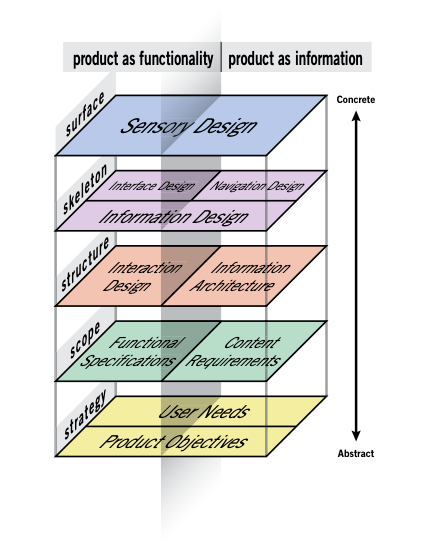 product as functionality
product as information
surface
Sensory Design
Concrete
skeleton
Interface Design
Navigation Design
Information Design
structure
Interaction
Design
Information
Architecture
scope
Functional
Specifications
Content
Requirements
strategy
User Needs
Product Objectives
Abstract